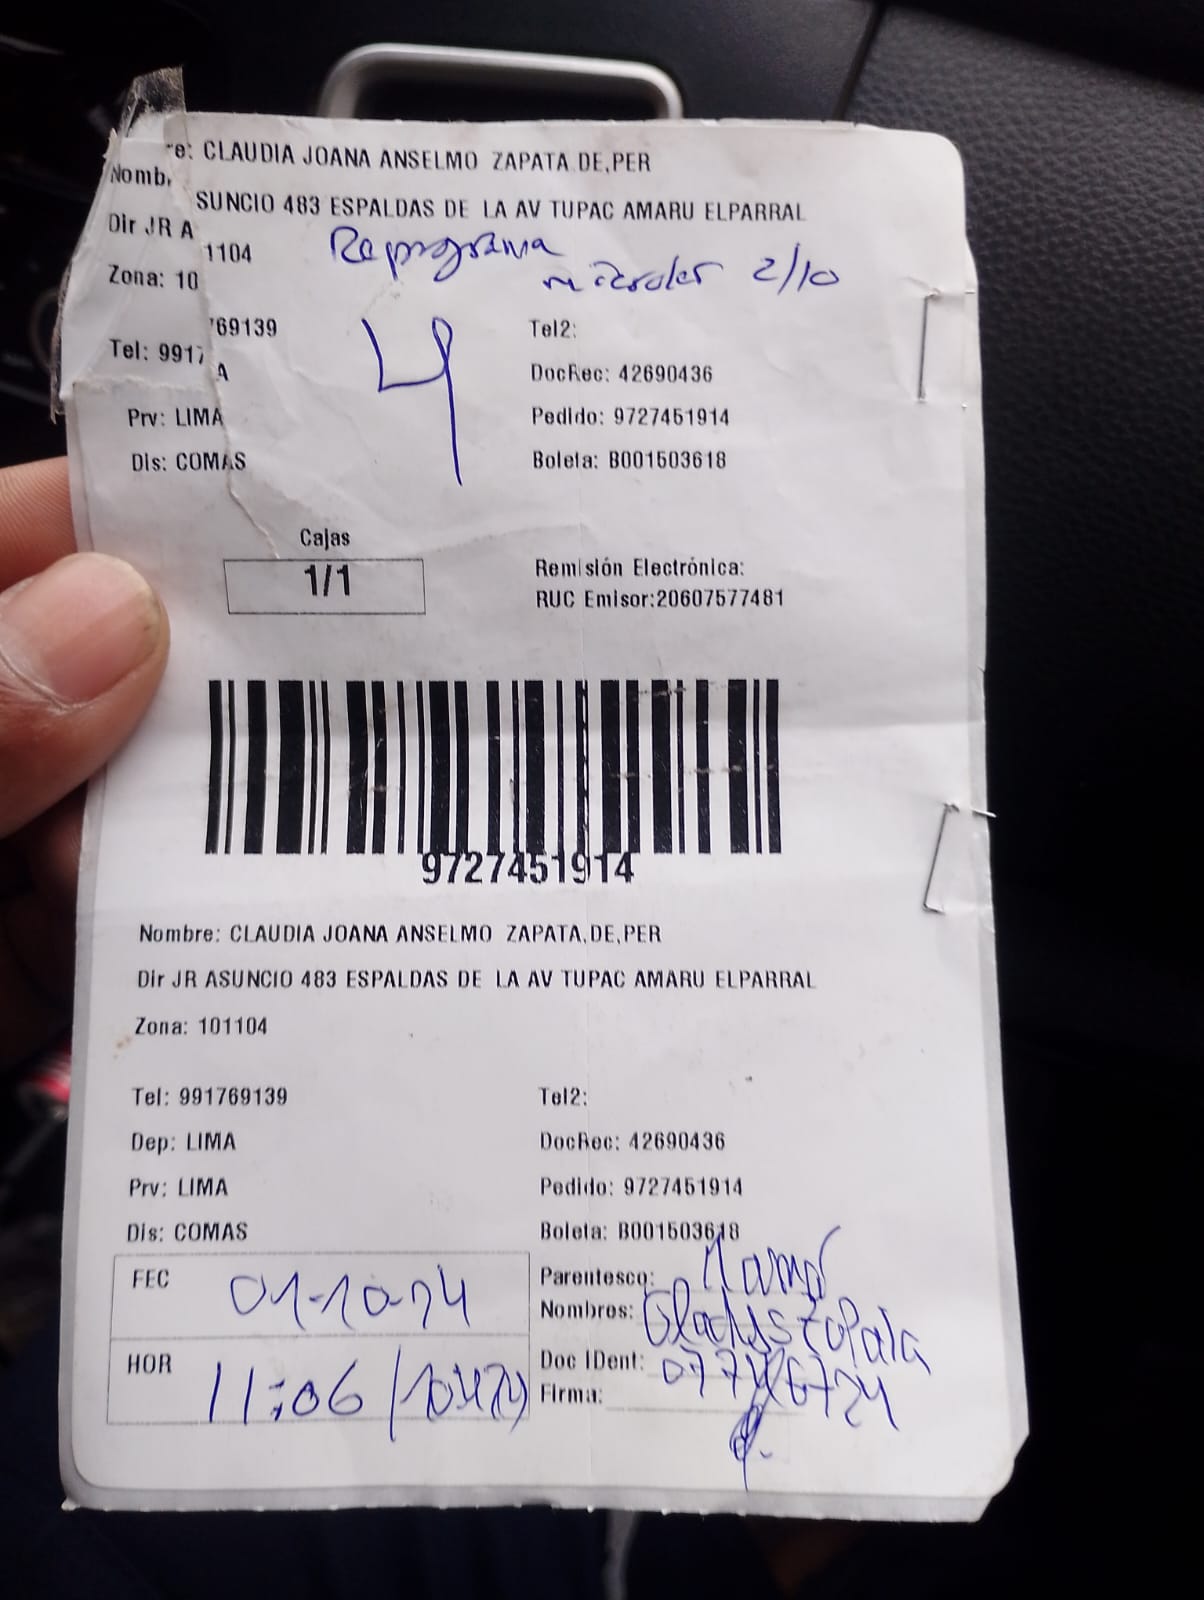 re: CLAUDIA JOANA ANSELMO ZAPATA DE,PER
Nomb
SUNCIO 483 ESPALDAS DE LA AV TUPAC AMARU ELPARRAL
Dir JR A
1104
Reprograma
Zona: 10
miercoles 2/10
769139
Tel2:
Tel: 9917
4
A
DocRec: 42690436
Prv: LIMA
Pedido: 9727451914
Dis: COMAS
Boleta: B001503618
Cajas
1/1
Remisión Electrónica:
RUC Emisor:20607577481
9727451914
Nombre: CLAUDIA JOANA ANSELMO ZAPATA,DE,PER
Dir JR ASUNCIO 483 ESPALDAS DE LA AV TUPAC AMARU ELPARRAL
Zona: 101104
Tel: 991769139
Tel2:
Dep: LIMA
DocRec: 42690436
Prv: LIMA
Pedido: 9727451914
Dis: COMAS
Boleta: B001503618
FEC 01-10-24
Parentesco: Mamá
Nombres: Gladys Zapata
HOR 11:06
Doc IDent:
Firma: